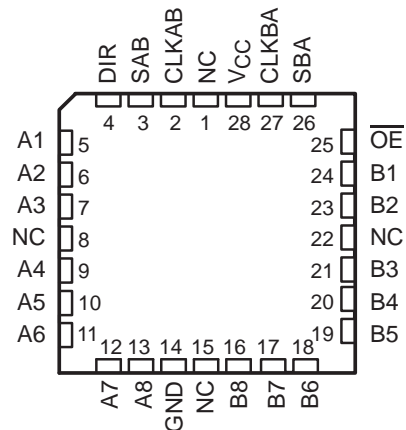 DIR SAB CLKAB NC VCC CLKBA SBA
4 3 2 1 28 27 26
A1 5 25 OE
A2 6 24 B1
A3 7 23 B2
NC 8 22 NC
A4 9 21 B3
A5 10 20 B4
A6 11 19 B5
12 13 14 15 16 17 18
A7 A8 GND NC B8 B7 B6